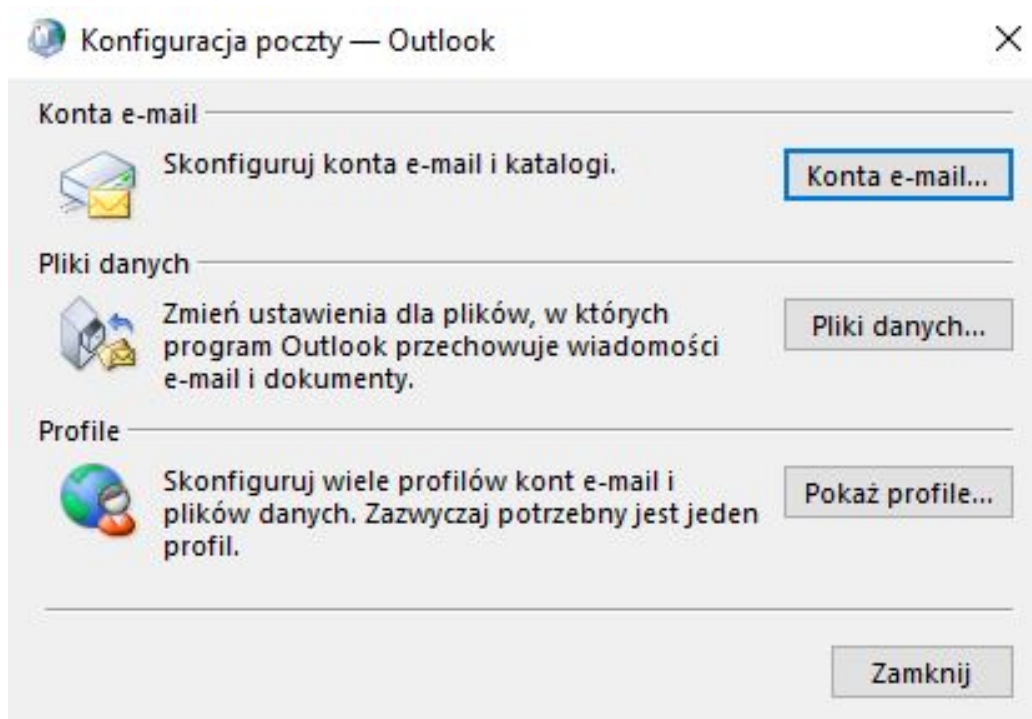 Konfiguracja poczty — Outlook
Konta e-mail
Skonfiguruj konta e-mail i katalogi.
Konta e-mail...
Pliki danych
Zmień ustawienia dla plików, w których
program Outlook przechowuje wiadomości
e-mail i dokumenty.
Pliki danych...
Profile
Skonfiguruj wiele profilów kont e-mail i
plików danych. Zazwyczaj potrzebny jest jeden
profil.
Pokaż profile...
Zamknij